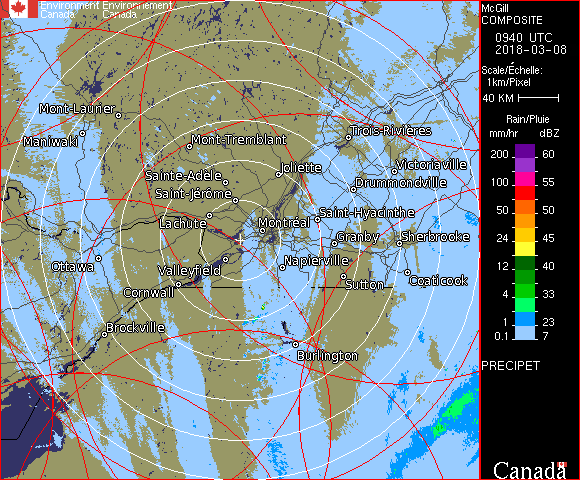 Environment Environnement
Canada Canada
McGill
COMPOSITE
0940 UTC
2018-03-08
Scale/Échelle:
1km/Pixel
40 KM
Rain/Pluie
mm/hr dBZ
200 60
100 55
50 50
24 45
12 40
4 33
1 23
0.1 7
PRECIPET
Canada
Mont-Laurier
Maniwaki
Mont-Tremblant
Trois-Rivières
Joliette
Victoriaville
Sainte-Adèle
Drummondville
Saint-Jérôme
Lachute
Saint-Hyacinthe
Montréal
Granby
Sherbrooke
Ottawa
Valleyfield
Napierville
Coaticook
Cornwall
Sutton
Brockville
Burlington